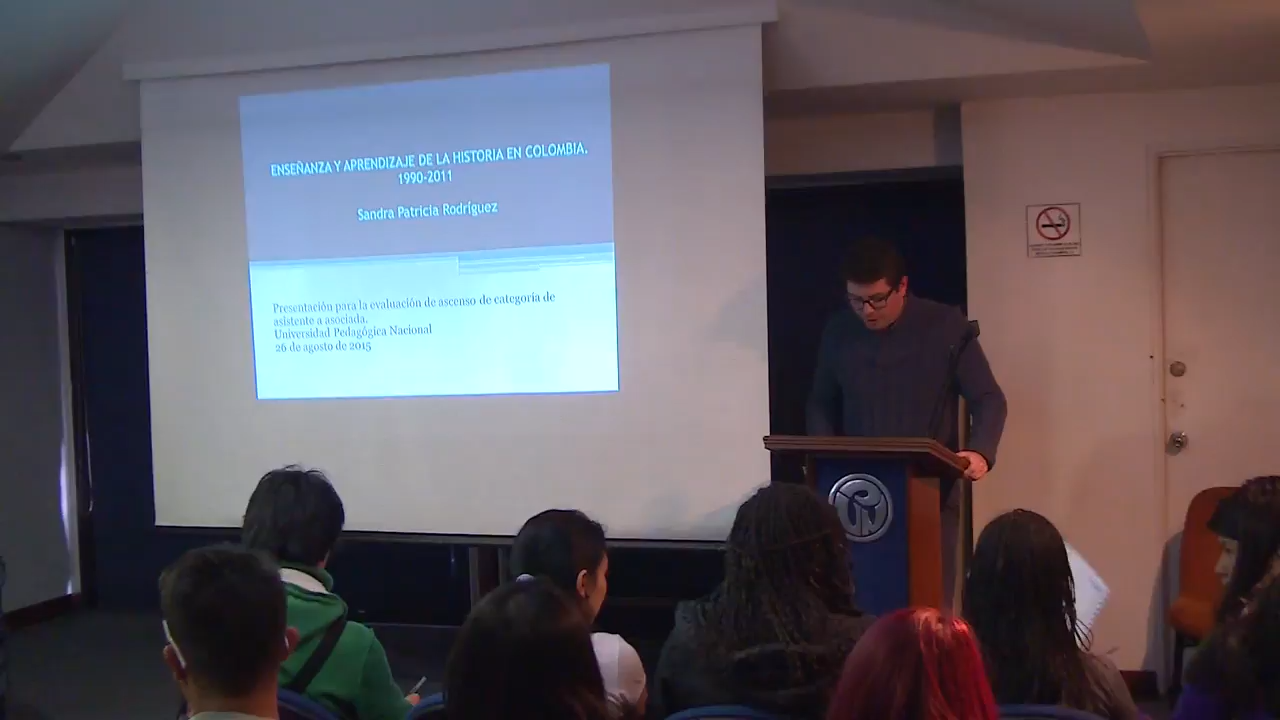 ENSEÑANZA Y APRENDIZAJE DE LA HISTORIA EN COLOMBIA.
1990-2011
Sandra Patricia Rodríguez
Presentación para la evaluación de ascenso de categoría de
asistente a asociada.
Universidad Pedagógica Nacional
26 de agosto de 2015